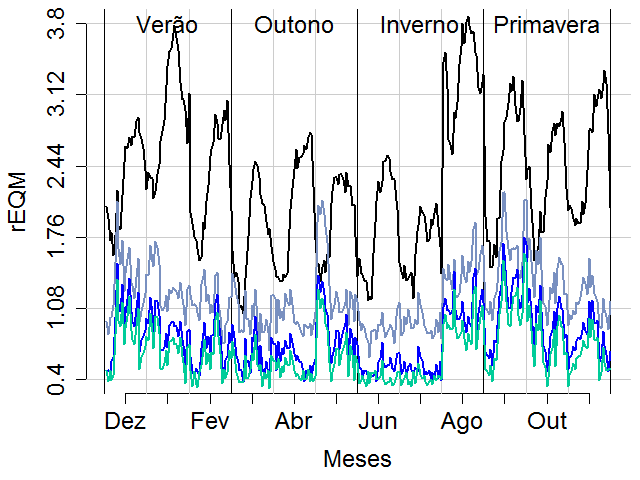 Verão Outono Inverno Primavera
3.8
3.12
2.44
1.76
1.08
0.4
rEQM
Dez Fev Abr Jun Ago Out
Meses